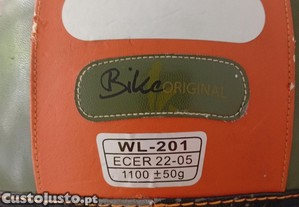 Bike ORIGINAL
WL-201
ECER 22-05
1100 ±50g
CustoJusto.pt